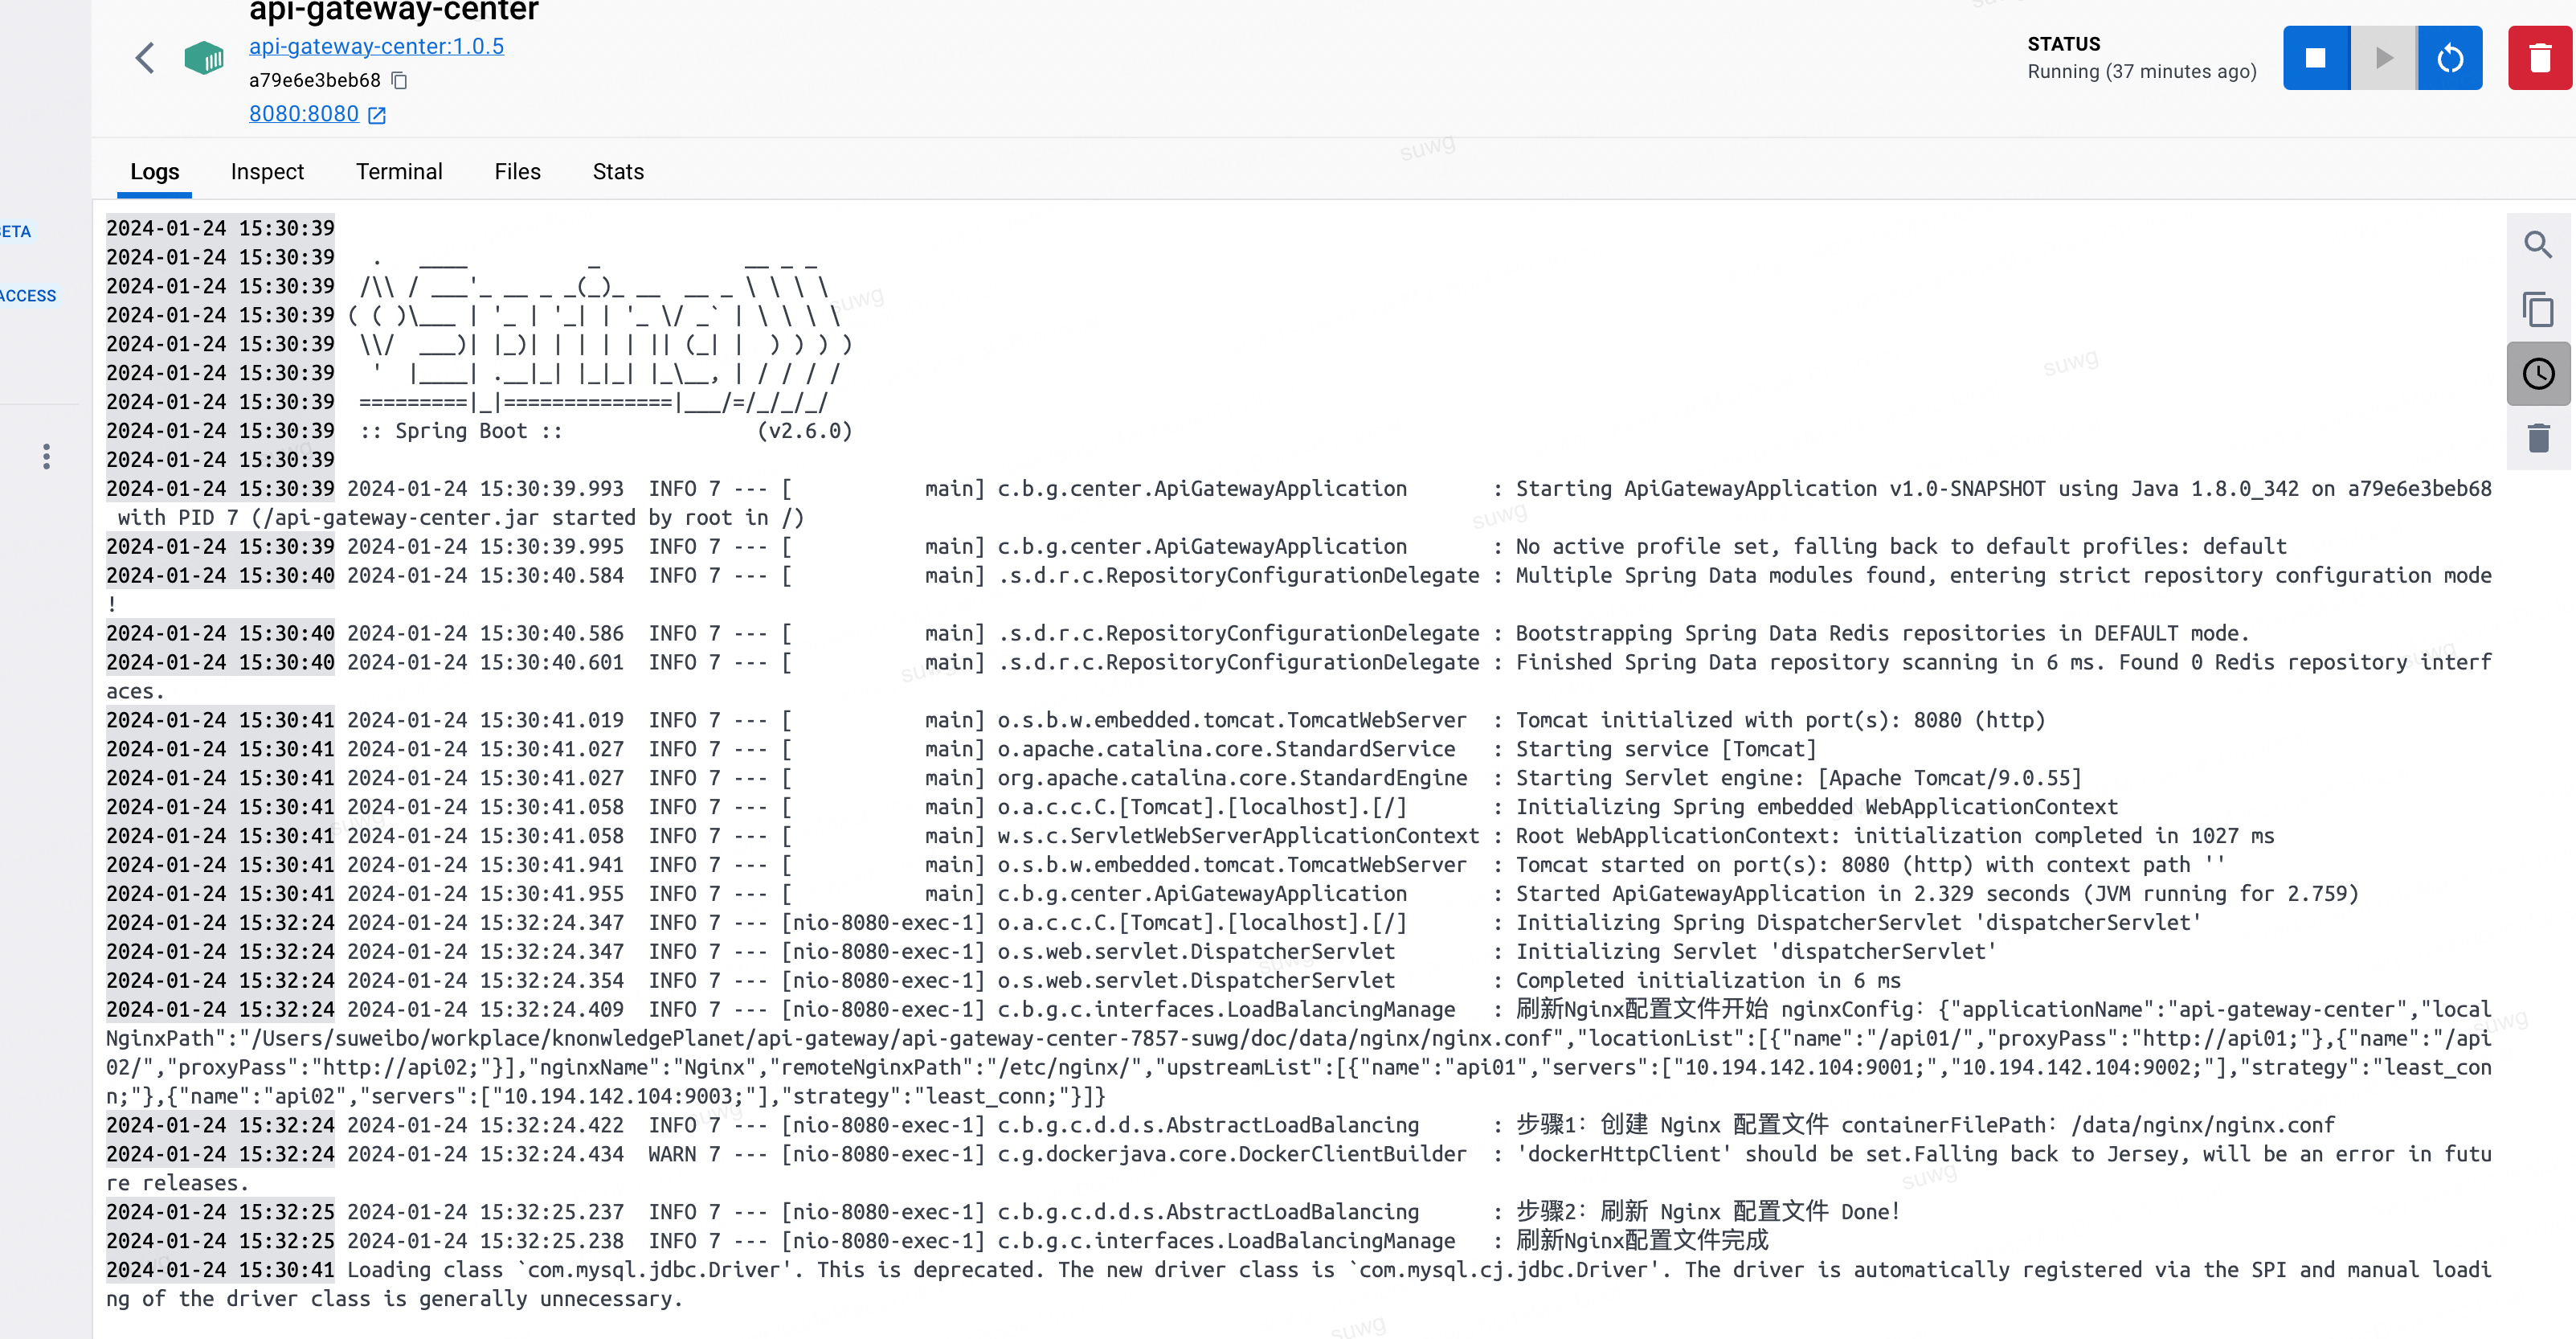 api-gateway-center
api-gateway-center:1.0.5
a79e6e3beb68
8080:8080
STATUS
Running (37 minutes ago)
Logs Inspect Terminal Files Stats
BETA
ACCESS
2024-01-24 15:30:39
2024-01-24 15:30:39   .   ____          _            __ _ _
2024-01-24 15:30:39  /\\ / ___'_ __ _ _(_)_ __  __ _ \ \ \ \
2024-01-24 15:30:39 ( ( )\___ | '_ | '_| | '_ \/ _` | \ \ \ \
2024-01-24 15:30:39  \\/  ___)| |_)| | | | | || (_| |  ) ) ) )
2024-01-24 15:30:39   '  |____| .__|_| |_|_| |_\__, | / / / /
2024-01-24 15:30:39  =========|_|==============|___/=/_/_/_/
2024-01-24 15:30:39  :: Spring Boot ::                (v2.6.0)
2024-01-24 15:30:39
2024-01-24 15:30:39 2024-01-24 15:30:39.993  INFO 7 --- [           main] c.b.g.center.ApiGatewayApplication       : Starting ApiGatewayApplication v1.0-SNAPSHOT using Java 1.8.0_342 on a79e6e3beb68
 with PID 7 (/api-gateway-center.jar started by root in /)
2024-01-24 15:30:39 2024-01-24 15:30:39.995  INFO 7 --- [           main] c.b.g.center.ApiGatewayApplication       : No active profile set, falling back to default profiles: default
2024-01-24 15:30:40 2024-01-24 15:30:40.584  INFO 7 --- [           main] .s.d.r.c.RepositoryConfigurationDelegate : Multiple Spring Data modules found, entering strict repository configuration mode
!
2024-01-24 15:30:40 2024-01-24 15:30:40.586  INFO 7 --- [           main] .s.d.r.c.RepositoryConfigurationDelegate : Bootstrapping Spring Data Redis repositories in DEFAULT mode.
2024-01-24 15:30:40 2024-01-24 15:30:40.601  INFO 7 --- [           main] .s.d.r.c.RepositoryConfigurationDelegate : Finished Spring Data repository scanning in 6 ms. Found 0 Redis repository interf
aces.
2024-01-24 15:30:41 2024-01-24 15:30:41.019  INFO 7 --- [           main] o.s.b.w.embedded.tomcat.TomcatWebServer  : Tomcat initialized with port(s): 8080 (http)
2024-01-24 15:30:41 2024-01-24 15:30:41.027  INFO 7 --- [           main] o.apache.catalina.core.StandardService   : Starting service [Tomcat]
2024-01-24 15:30:41 2024-01-24 15:30:41.027  INFO 7 --- [           main] org.apache.catalina.core.StandardEngine  : Starting Servlet engine: [Apache Tomcat/9.0.55]
2024-01-24 15:30:41 2024-01-24 15:30:41.058  INFO 7 --- [           main] o.a.c.c.C.[Tomcat].[localhost].[/]       : Initializing Spring embedded WebApplicationContext
2024-01-24 15:30:41 2024-01-24 15:30:41.058  INFO 7 --- [           main] w.s.c.ServletWebServerApplicationContext : Root WebApplicationContext: initialization completed in 1027 ms
2024-01-24 15:30:41 2024-01-24 15:30:41.941  INFO 7 --- [           main] o.s.b.w.embedded.tomcat.TomcatWebServer  : Tomcat started on port(s): 8080 (http) with context path ''
2024-01-24 15:30:41 2024-01-24 15:30:41.955  INFO 7 --- [           main] c.b.g.center.ApiGatewayApplication       : Started ApiGatewayApplication in 2.329 seconds (JVM running for 2.759)
2024-01-24 15:32:24 2024-01-24 15:32:24.347  INFO 7 --- [nio-8080-exec-1] o.a.c.c.C.[Tomcat].[localhost].[/]       : Initializing Spring DispatcherServlet 'dispatcherServlet'
2024-01-24 15:32:24 2024-01-24 15:32:24.347  INFO 7 --- [nio-8080-exec-1] o.s.web.servlet.DispatcherServlet        : Initializing Servlet 'dispatcherServlet'
2024-01-24 15:32:24 2024-01-24 15:32:24.354  INFO 7 --- [nio-8080-exec-1] o.s.web.servlet.DispatcherServlet        : Completed initialization in 6 ms
2024-01-24 15:32:24 2024-01-24 15:32:24.409  INFO 7 --- [nio-8080-exec-1] c.b.g.c.interfaces.LoadBalancingManage   : 刷新Nginx配置文件开始 nginxConfig：{"applicationName":"api-gateway-center","local
NginxPath":"/Users/suweibo/workplace/knonwledgePlanet/api-gateway/api-gateway-center-7857-suwg/doc/data/nginx/nginx.conf","locationList":[{"name":"/api01/","proxyPass":"http://api01;"},{"name":"/api
02/","proxyPass":"http://api02;"}],"nginxName":"Nginx","remoteNginxPath":"/etc/nginx/","upstreamList":[{"name":"api01","servers":["10.194.142.104:9001;","10.194.142.104:9002;"],"strategy":"least_con
n;"},{"name":"api02","servers":["10.194.142.104:9003;"],"strategy":"least_conn;"}]}
2024-01-24 15:32:24 2024-01-24 15:32:24.422  INFO 7 --- [nio-8080-exec-1] c.b.g.c.d.d.s.AbstractLoadBalancing      : 步骤1：创建 Nginx 配置文件 containerFilePath：/data/nginx/nginx.conf
2024-01-24 15:32:24 2024-01-24 15:32:24.434  WARN 7 --- [nio-8080-exec-1] c.g.dockerjava.core.DockerClientBuilder  : 'dockerHttpClient' should be set.Falling back to Jersey, will be an error in futu
re releases.
2024-01-24 15:32:25 2024-01-24 15:32:25.237  INFO 7 --- [nio-8080-exec-1] c.b.g.c.d.d.s.AbstractLoadBalancing      : 步骤2：刷新 Nginx 配置文件 Done！
2024-01-24 15:32:25 2024-01-24 15:32:25.238  INFO 7 --- [nio-8080-exec-1] c.b.g.c.interfaces.LoadBalancingManage   : 刷新Nginx配置文件完成
2024-01-24 15:30:41 Loading class `com.mysql.jdbc.Driver'. This is deprecated. The new driver class is `com.mysql.cj.jdbc.Driver'. The driver is automatically registered via the SPI and manual loadi
ng of the driver class is generally unnecessary.
suwg